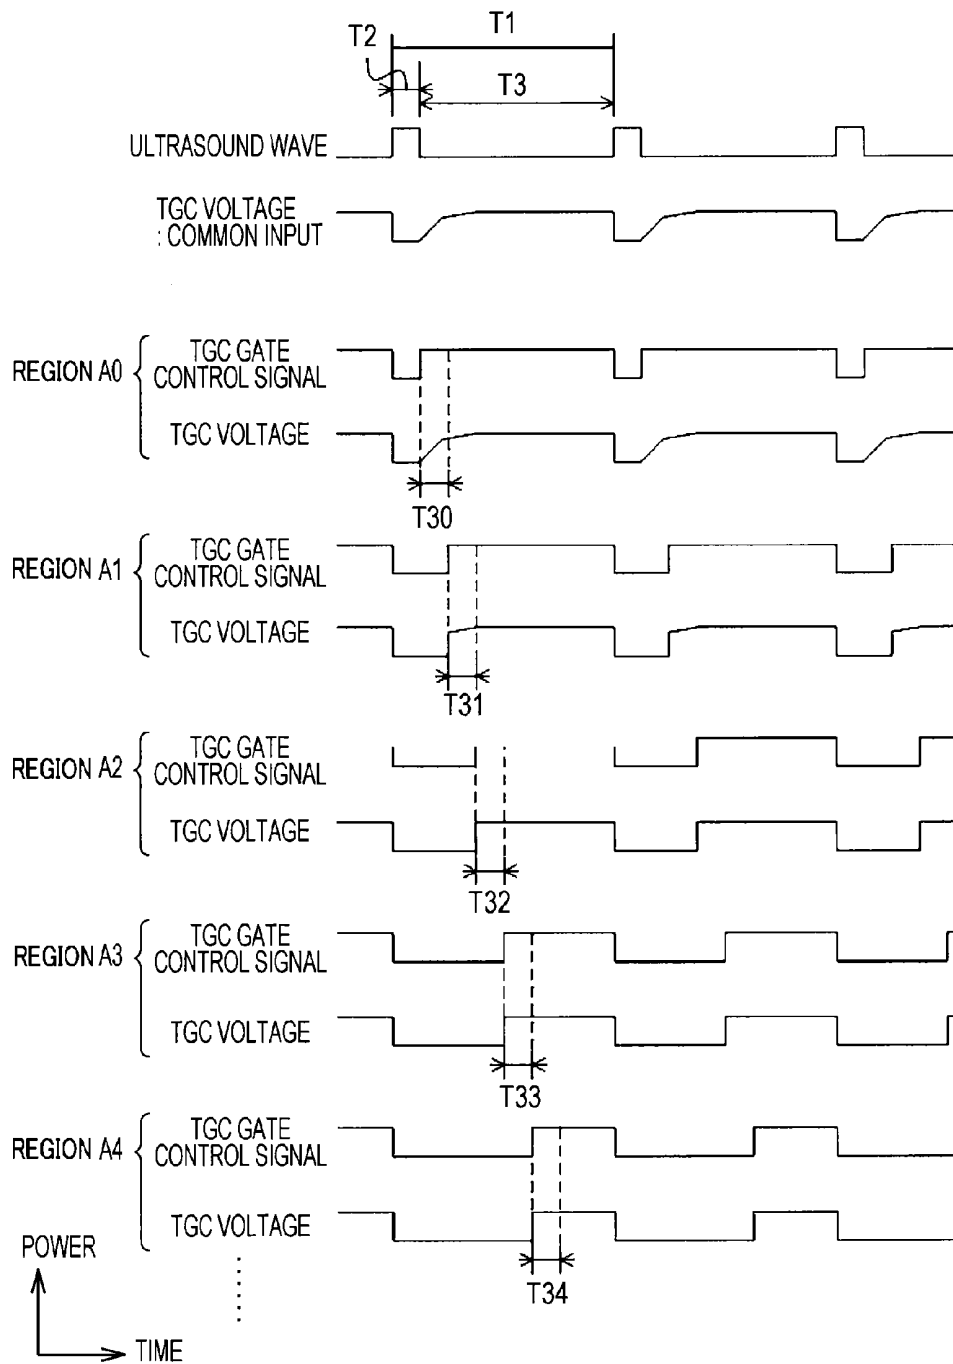 T1
T2
T3
ULTRASOUND WAVE
TGC VOLTAGE
: COMMON INPUT
REGION A0
TGC GATE
CONTROL SIGNAL
TGC VOLTAGE
T30
REGION A1
TGC GATE
CONTROL SIGNAL
TGC VOLTAGE
T31
REGION A2
TGC GATE
CONTROL SIGNAL
TGC VOLTAGE
T32
REGION A3
TGC GATE
CONTROL SIGNAL
TGC VOLTAGE
T33
REGION A4
TGC GATE
CONTROL SIGNAL
TGC VOLTAGE
T34
POWER
TIME